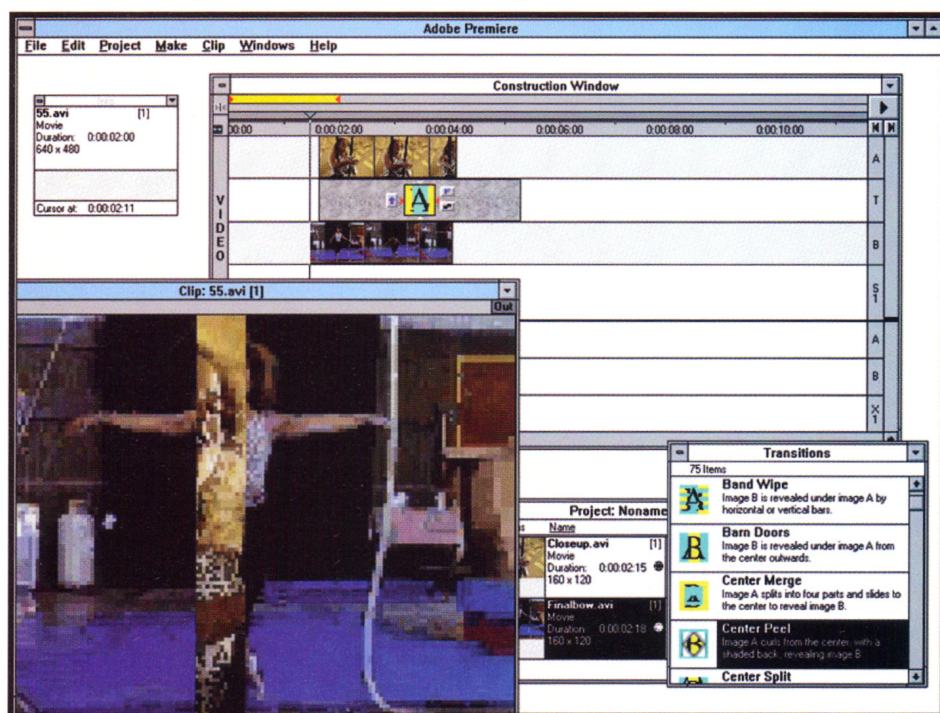 Adobe Premiere
File Edit Project Make Clip Windows Help
55.avi [1]
Movie
Duration: 0:00:02:00
640 x 480
Cursor at: 0:00:02:11
Construction Window
00:00 0:00:02:00 0:00:04:00 0:00:06:00 0:00:08:00 0:00:10:00
VIDEO
A
T
B
S1
A
B
X1
Clip: 55.avi [1]
Out
Project: Noname
Name
Closeup.avi [1]
Movie
Duration: 0:00:02:15
160 x 120
Finalbow.avi [1]
Movie
Duration 0:00:02:18
160 x 120
Transitions
75 Items
Band Wipe
Image B is revealed under image A by
horizontal or vertical bars.
Barn Doors
Image B is revealed under image A from
the center outwards.
Center Merge
Image A splits into four parts and slides to
the center to reveal image B.
Center Peel
Image A curls from the center, with a
shaded back, revealing image B.
Center Split